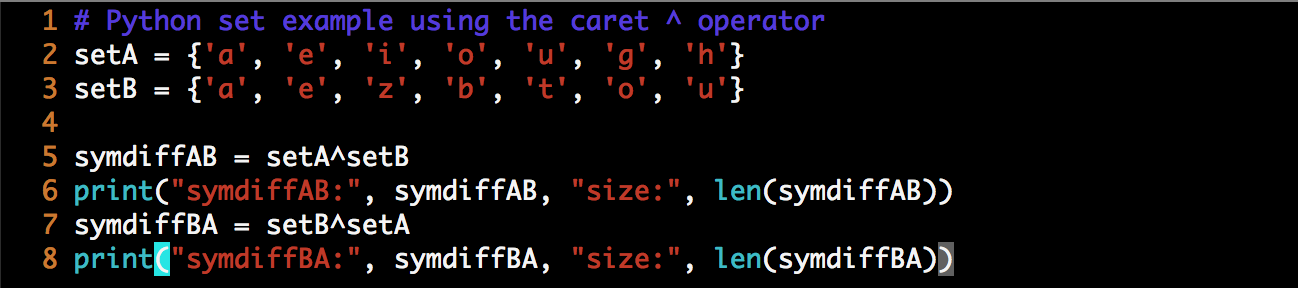 1 # Python set example using the caret ^ operator
2 setA = {'a', 'e', 'i', 'o', 'u', 'g', 'h'}
3 setB = {'a', 'e', 'z', 'b', 't', 'o', 'u'}
4
5 symdiffAB = setA^setB
6 print("symdiffAB:", symdiffAB, "size:", len(symdiffAB))
7 symdiffBA = setB^setA
8 print("symdiffBA:", symdiffBA, "size:", len(symdiffBA))